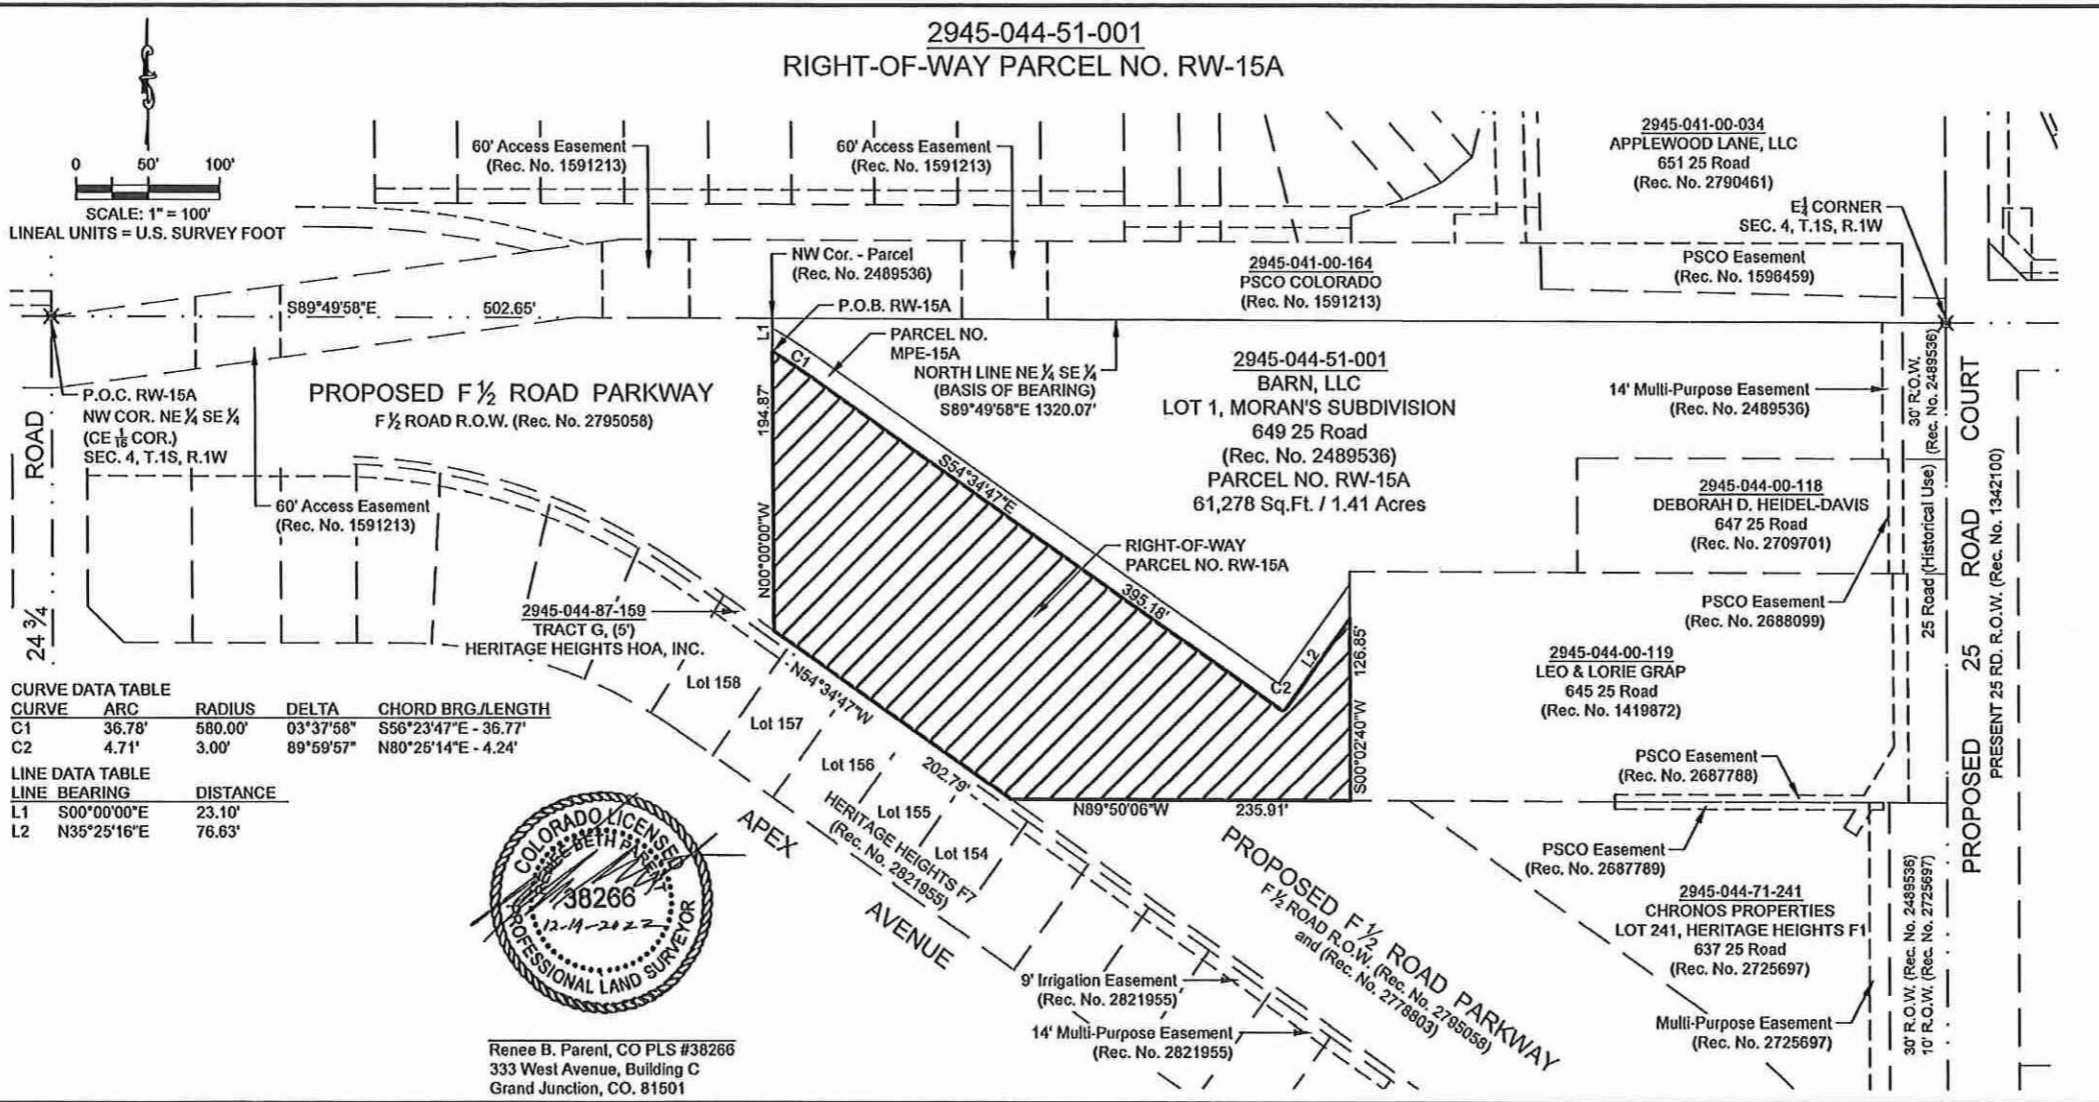 2945-044-51-001
RIGHT-OF-WAY PARCEL NO. RW-15A
0 50' 100'
SCALE: 1" = 100'
LINEAL UNITS = U.S. SURVEY FOOT
60' Access Easement
(Rec. No. 1591213)
60' Access Easement
(Rec. No. 1591213)
2945-041-00-034
APPLEWOOD LANE, LLC
651 25 Road
(Rec. No. 2790461)
E¼ CORNER
SEC. 4, T.1S, R.1W
NW Cor. - Parcel
(Rec. No. 2489536)
2945-041-00-164
PSCO COLORADO
(Rec. No. 1591213)
PSCO Easement
(Rec. No. 1596459)
S89°49'58"E 502.65'
P.O.B. RW-15A
L1
C1
PARCEL NO.
MPE-15A
NORTH LINE NE ¼ SE ¼
(BASIS OF BEARING)
S89°49'58"E 1320.07'
2945-044-51-001
BARN, LLC
LOT 1, MORAN'S SUBDIVISION
649 25 Road
(Rec. No. 2489536)
PARCEL NO. RW-15A
61,278 Sq.Ft. / 1.41 Acres
14' Multi-Purpose Easement
(Rec. No. 2489536)
30' R.O.W.
(Rec. No. 2489536)
P.O.C. RW-15A
NW COR. NE ¼ SE ¼
(CE 1/16 COR.)
SEC. 4, T.1S, R.1W
PROPOSED F ½ ROAD PARKWAY
F ½ ROAD R.O.W. (Rec. No. 2795058)
24 ¾ ROAD
60' Access Easement
(Rec. No. 1591213)
N00°00'00"W 194.87'
S54°34'47"E
395.18'
RIGHT-OF-WAY
PARCEL NO. RW-15A
2945-044-00-118
DEBORAH D. HEIDEL-DAVIS
647 25 Road
(Rec. No. 2709701)
PSCO Easement
(Rec. No. 2688099)
25 Road (Historical Use)
PROPOSED 25 ROAD COURT
PRESENT 25 RD. R.O.W. (Rec. No. 1342100)
2945-044-87-159
TRACT G, (5')
HERITAGE HEIGHTS HOA, INC.
L2
C2
S00°02'40"W 126.85'
2945-044-00-119
LEO & LORIE GRAP
645 25 Road
(Rec. No. 1419872)
N54°34'47"W
202.79'
N89°50'06"W 235.91'
Lot 158
Lot 157
Lot 156
Lot 155
Lot 154
HERITAGE HEIGHTS F7
(Rec. No. 2821955)
APEX AVENUE
CURVE DATA TABLE
CURVE ARC RADIUS DELTA CHORD BRG./LENGTH
C1 36.78' 580.00' 03°37'58" S56°23'47"E - 36.77'
C2 4.71' 3.00' 89°59'57" N80°25'14"E - 4.24'
LINE DATA TABLE
LINE BEARING DISTANCE
L1 S00°00'00"E 23.10'
L2 N35°25'16"E 76.63'
COLORADO LICENSED
RENEE BETH PARENT
38266
12-19-2022
PROFESSIONAL LAND SURVEYOR
Renee B. Parent, CO PLS #38266
333 West Avenue, Building C
Grand Junction, CO. 81501
PSCO Easement
(Rec. No. 2687788)
PSCO Easement
(Rec. No. 2687789)
PROPOSED F ½ ROAD PARKWAY
F ½ ROAD R.O.W. (Rec. No. 2795058)
and (Rec. No. 2778803)
9' Irrigation Easement
(Rec. No. 2821955)
14' Multi-Purpose Easement
(Rec. No. 2821955)
2945-044-71-241
CHRONOS PROPERTIES
LOT 241, HERITAGE HEIGHTS F1
637 25 Road
(Rec. No. 2725697)
Multi-Purpose Easement
(Rec. No. 2725697)
30' R.O.W. (Rec. No. 2489536)
10' R.O.W. (Rec. No. 2725697)